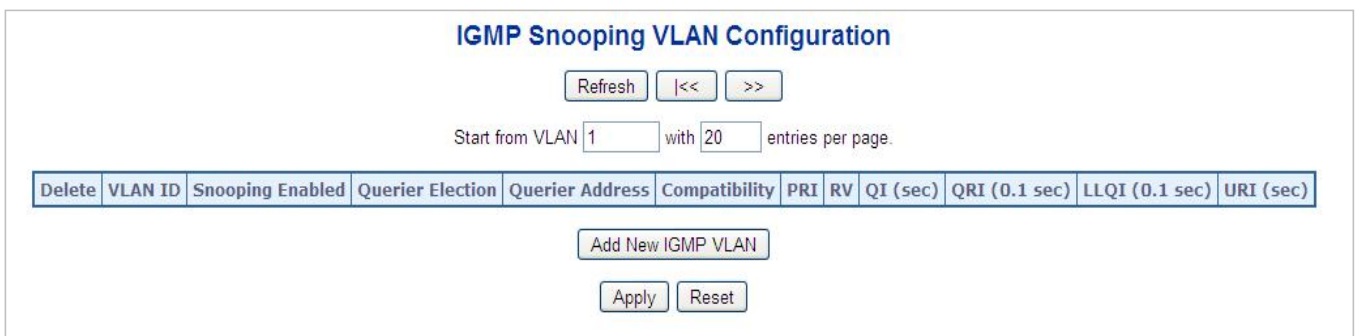 IGMP Snooping VLAN Configuration
Refresh |<< >>
Start from VLAN 1 with 20 entries per page.
Delete VLAN ID Snooping Enabled Querier Election Querier Address Compatibility PRI RV QI (sec) QRI (0.1 sec) LLQI (0.1 sec) URI (sec)
Add New IGMP VLAN
Apply Reset